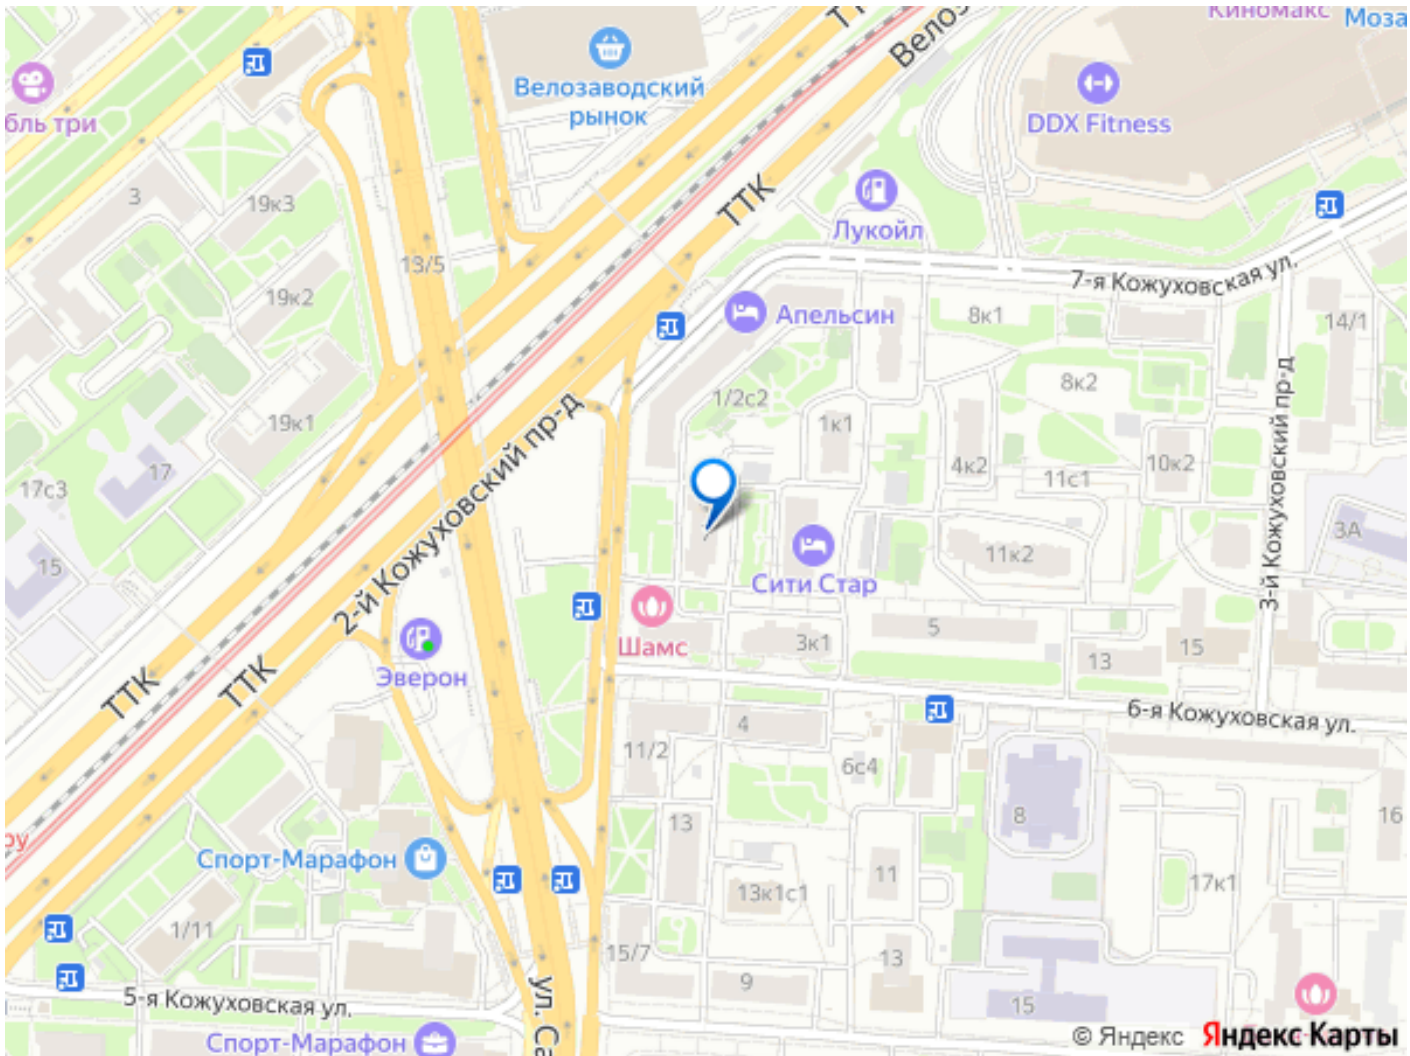 Киномакс
Моза
Велоз
ТТК
Велозаводский
рынок
DDX Fitness
бль три
3
19к3
ТТК
Лукойл
13/5
7-я Кожуховская ул.
19к2
Апельсин
8к1
14/1
8к2
3-й Кожуховский пр-д
1/2с2
1к1
19к1
2-й Кожуховский пр-д
4к2
10к2
11с1
17
17с3
3А
11к2
15
Сити Стар
5
Шамс
3к1
15
13
Эверон
ТТК
ТТК
6-я Кожуховская ул.
4
11/2
6с4
8
16
13
ру
Спорт-Марафон
11
17к1
13к1с1
1/11
15/7
13
9
5-я Кожуховская ул.
ул. Са
15
Спорт-Марафон
© Яндекс
Яндекс Карты